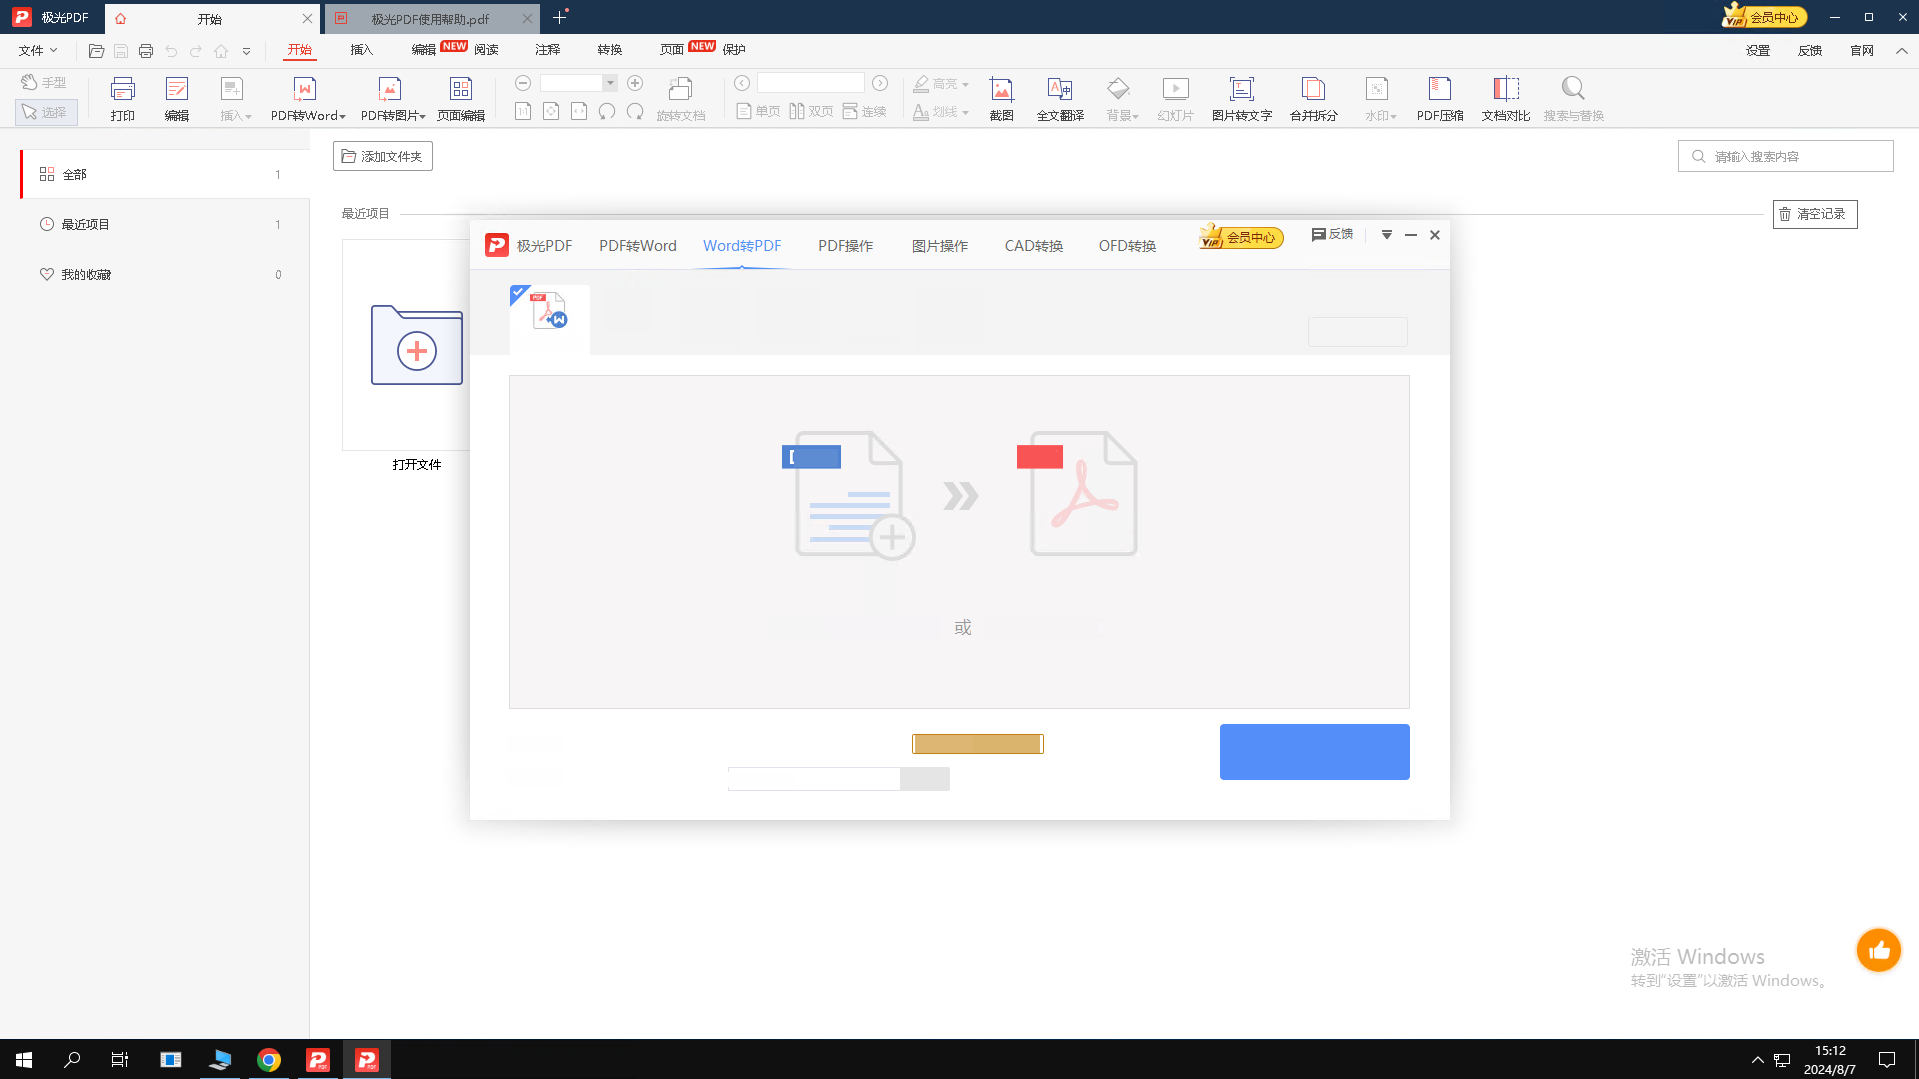 极光PDF
开始
极光PDF使用帮助.pdf
VIP 会员中心
文件
开始
插入
编辑 NEW
阅读
注释
转换
页面 NEW
保护
设置
反馈
官网
手型
选择
打印
编辑
插入
PDF转Word
PDF转图片
页面编辑
1:1
旋转文档
单页
双页
连续
高亮
划线
截图
全文翻译
背景
幻灯片
图片转文字
合并拆分
水印
PDF压缩
文档对比
搜索与替换
全部 1
最近项目 1
我的收藏 0
添加文件夹
请输入搜索内容
最近项目
清空记录
打开文件
极光PDF
PDF转Word
Word转PDF
PDF操作
图片操作
CAD转换
OFD转换
VIP 会员中心
反馈
PDF
W
或
激活 Windows
转到“设置”以激活 Windows。
15:12
2024/8/7